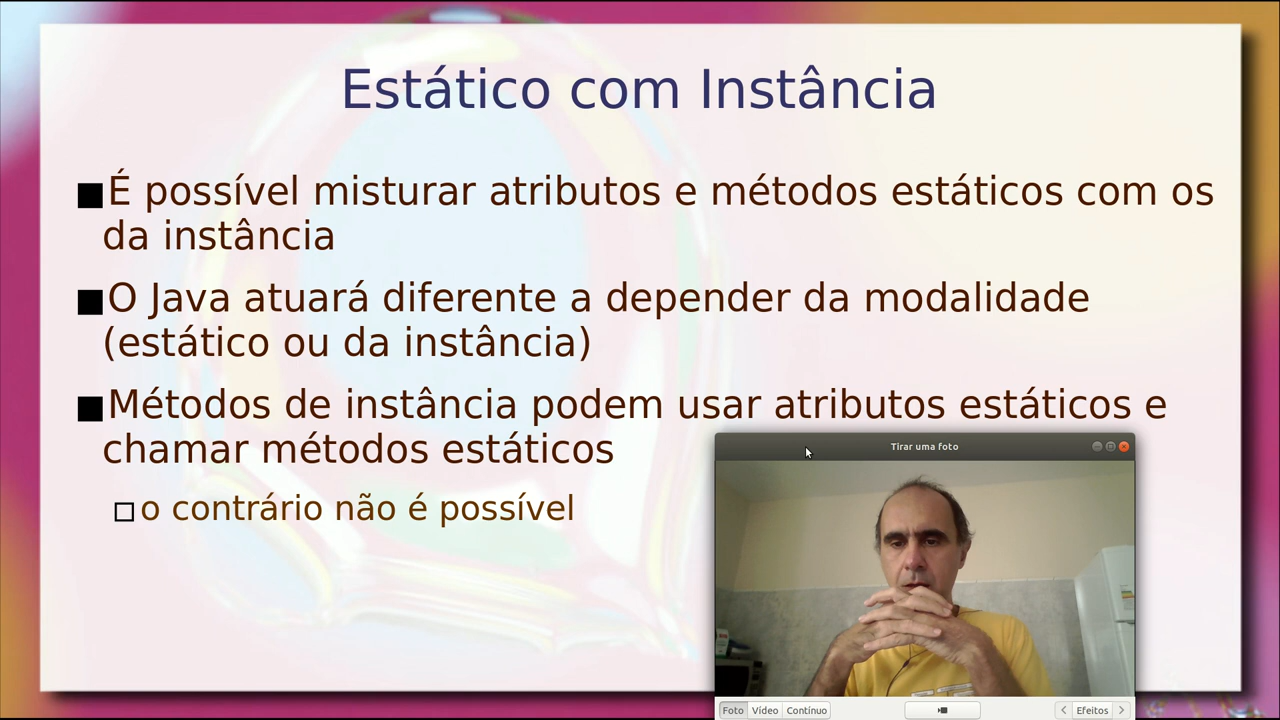 Estático com Instância
É possível misturar atributos e métodos estáticos com os
da instância
O Java atuará diferente a depender da modalidade
(estático ou da instância)
Métodos de instância podem usar atributos estáticos e
chamar métodos estáticos
o contrário não é possível
Tirar uma foto
Foto Vídeo Contínuo Efeitos